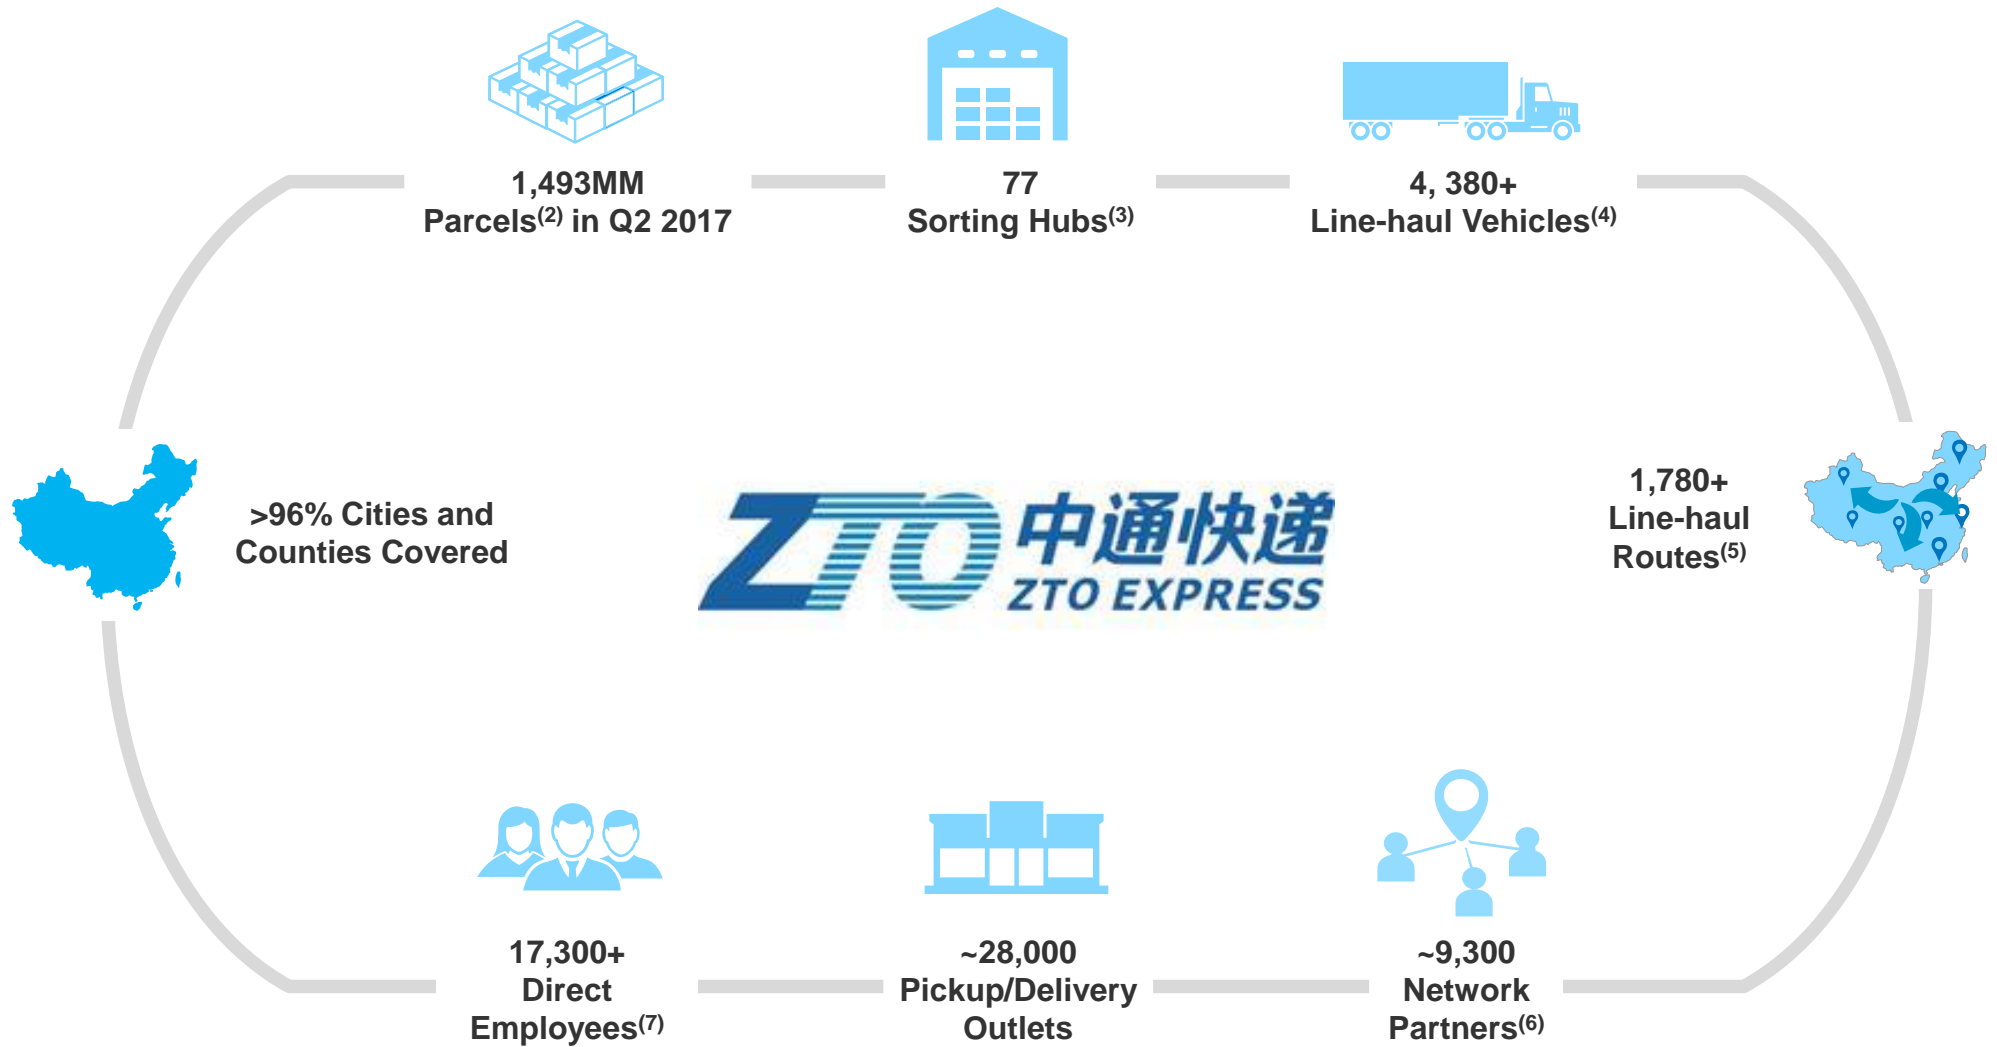 1,493MM
Parcels(2) in Q2 2017
77
Sorting Hubs(3)
4, 380+
Line-haul Vehicles(4)
>96% Cities and
Counties Covered
ZTO 中通快递
ZTO EXPRESS
1,780+
Line-haul
Routes(5)
17,300+
Direct
Employees(7)
~28,000
Pickup/Delivery
Outlets
~9,300
Network
Partners(6)